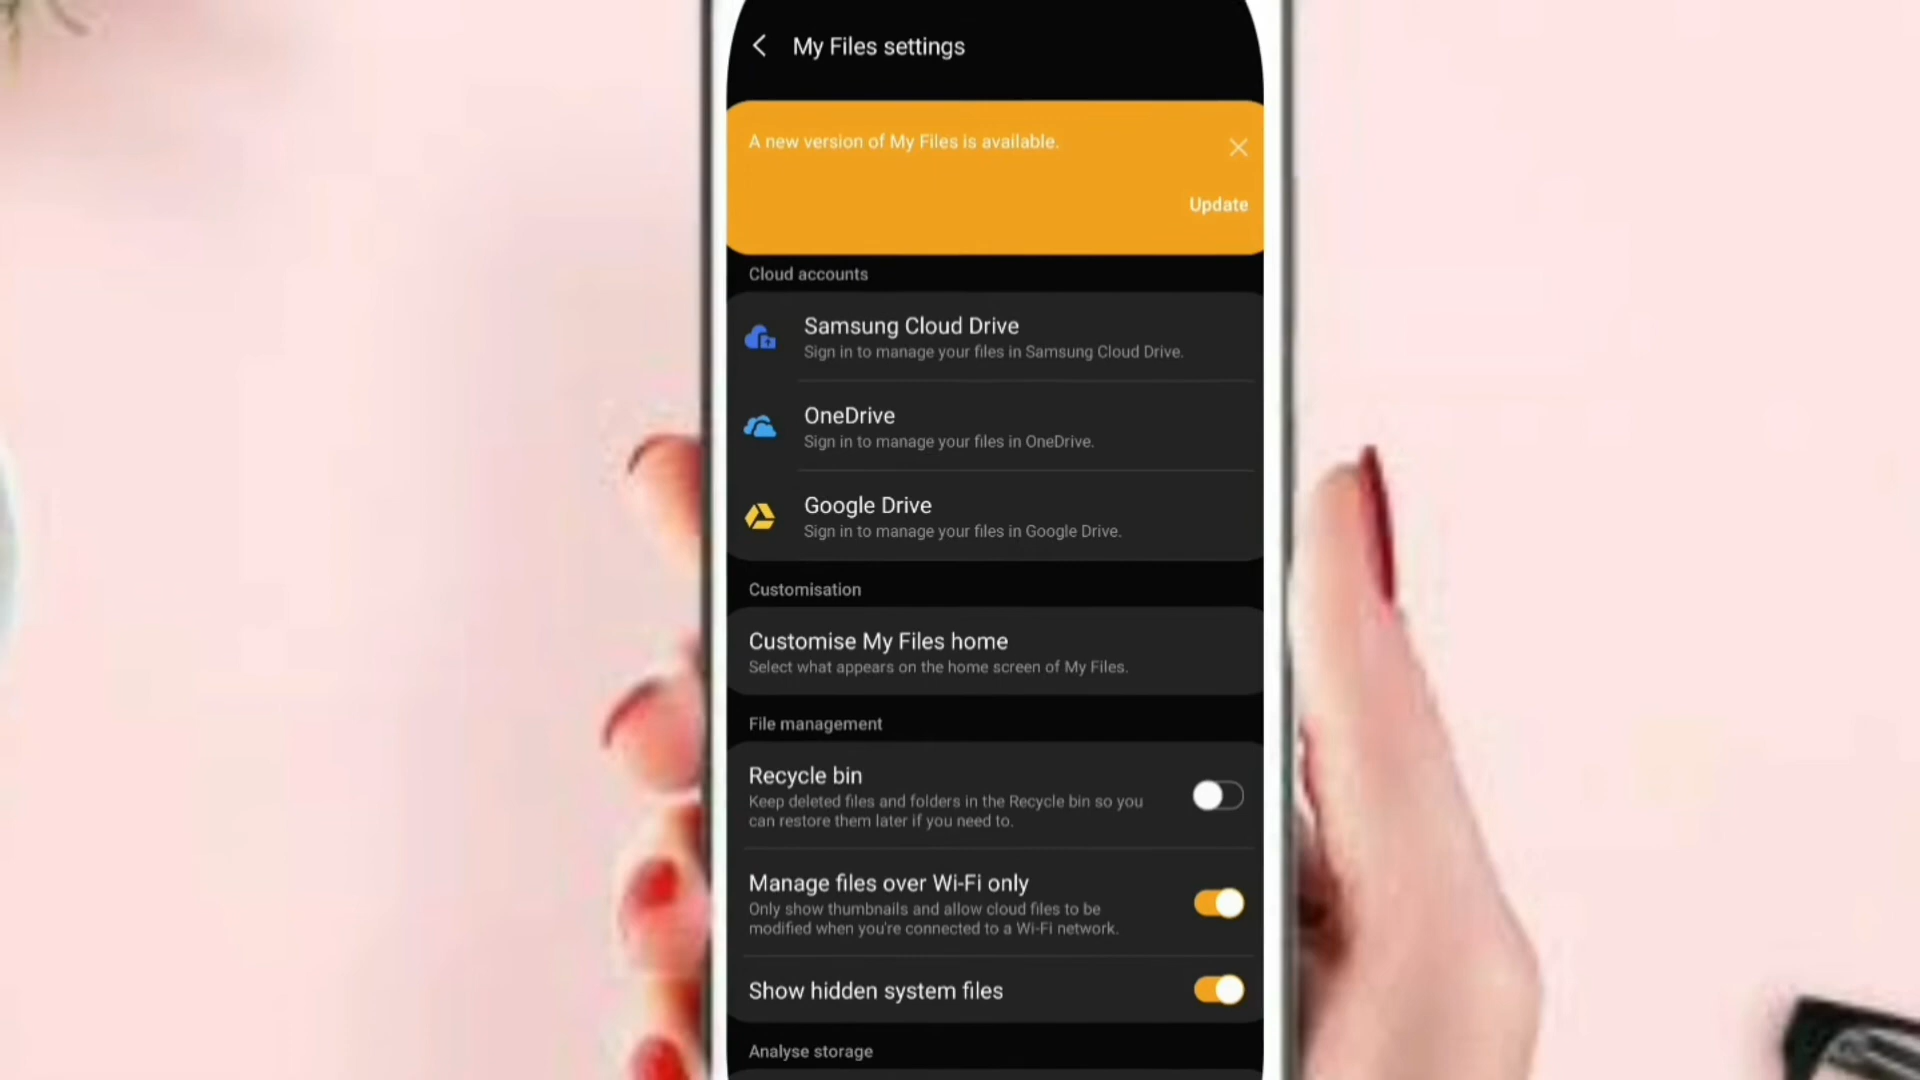 My Files settings
A new version of My Files is available.
Update
Cloud accounts
Samsung Cloud Drive
Sign in to manage your files in Samsung Cloud Drive.
OneDrive
Sign in to manage your files in OneDrive.
Google Drive
Sign in to manage your files in Google Drive.
Customisation
Customise My Files home
Select what appears on the home screen of My Files.
File management
Recycle bin
Keep deleted files and folders in the Recycle bin so you
can restore them later if you need to.
Manage files over Wi-Fi only
Only show thumbnails and allow cloud files to be
modified when you're connected to a Wi-Fi network.
Show hidden system files
Analyse storage